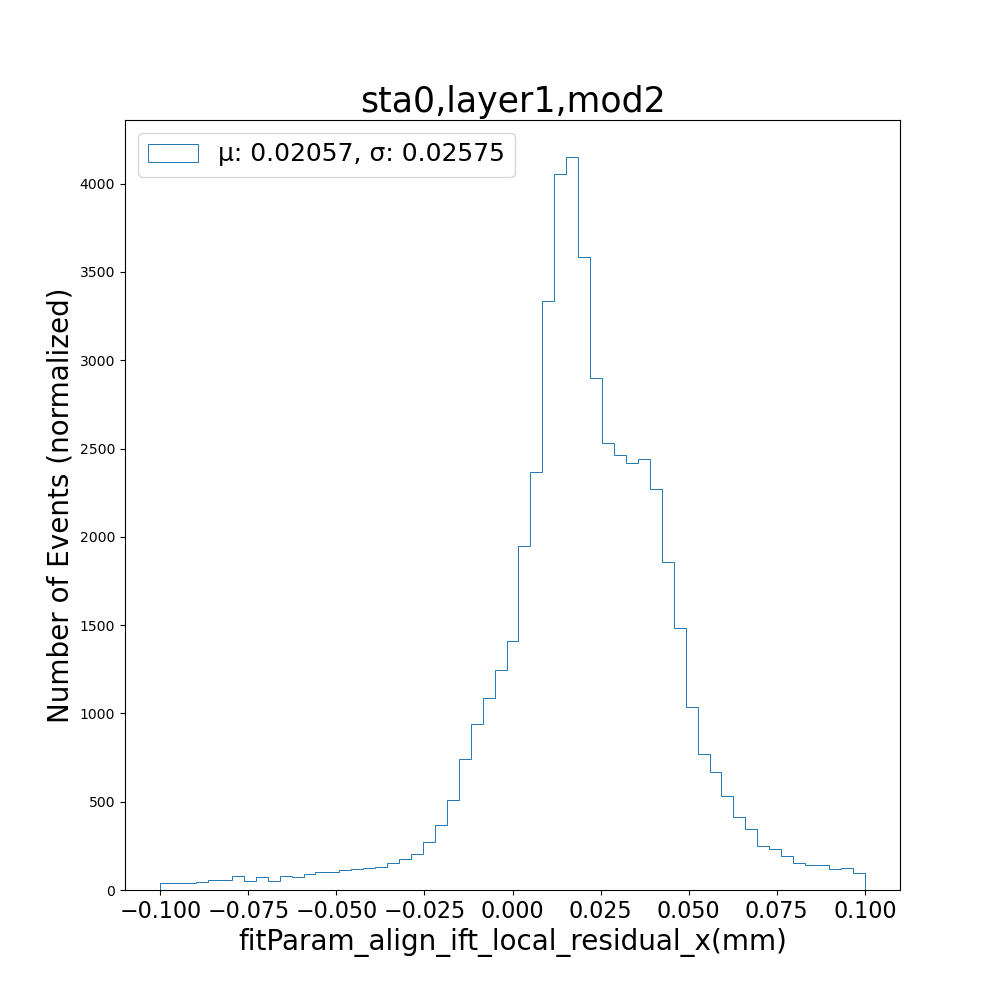 sta0,layer1,mod2
μ: 0.02057, σ: 0.02575
Number of Events (normalized)
4000
3500
3000
2500
2000
1500
1000
500
0
−0.100 −0.075 −0.050 −0.025 0.000 0.025 0.050 0.075 0.100
fitParam_align_ift_local_residual_x(mm)